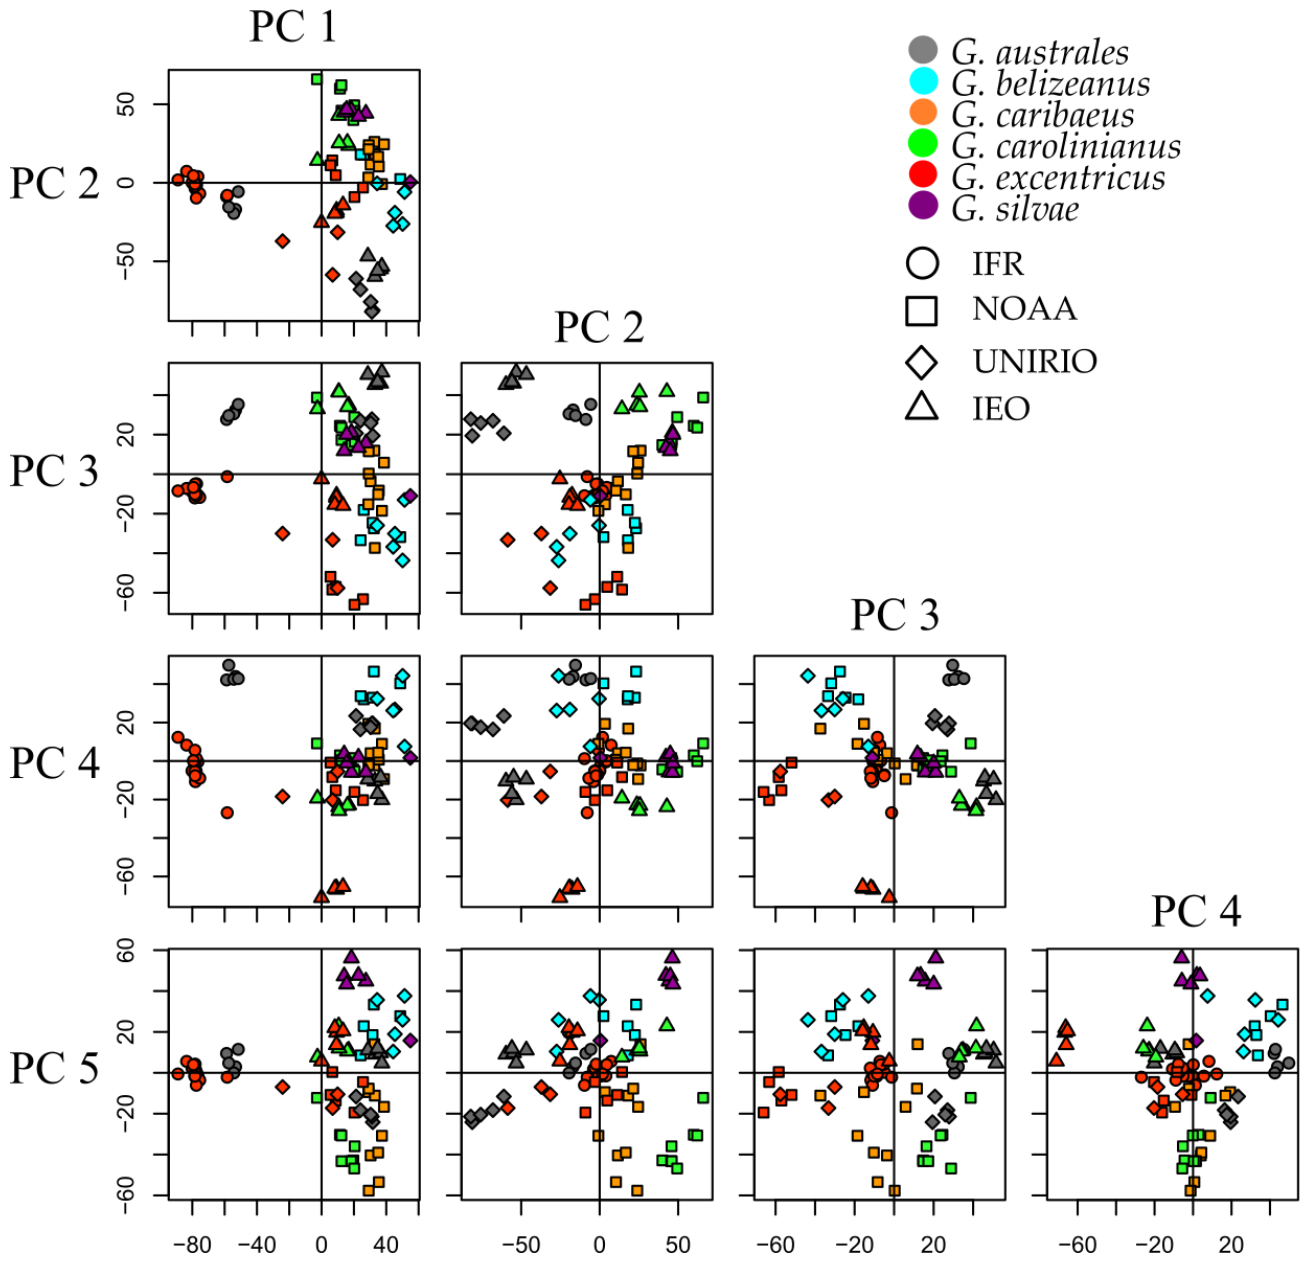 PC 1
G. australes
G. belizeanus
G. caribaeus
G. carolinianus
G. excentricus
G. silvae
IFR
NOAA
UNIRIO
IEO
PC 2
50
0
−50
PC 2
PC 3
20
−20
−60
PC 3
PC 4
20
−20
−60
PC 4
PC 5
60
20
−20
−60
−80 −40 0 40
−50 0 50
−60 −20 20
−60 −20 20